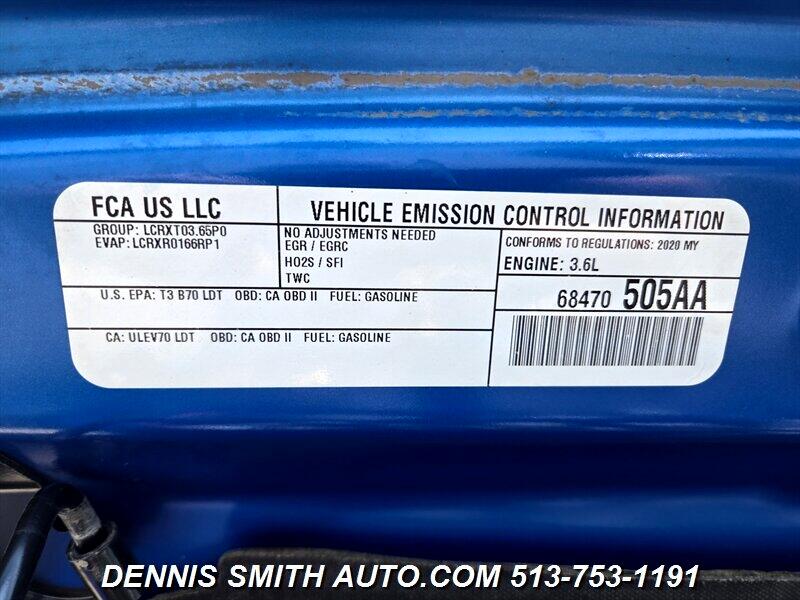 FCA US LLC
GROUP: LCRXT03.65P0
EVAP: LCRXR0166RP1
VEHICLE EMISSION CONTROL INFORMATION
NO ADJUSTMENTS NEEDED
EGR / EGRC
HO2S / SFI
TWC
CONFORMS TO REGULATIONS: 2020 MY
ENGINE: 3.6L
U.S. EPA: T3 B70 LDT OBD: CA OBD II FUEL: GASOLINE
68470 505AA
CA: ULEV70 LDT OBD: CA OBD II FUEL: GASOLINE
DENNIS SMITH AUTO.COM 513-753-1191